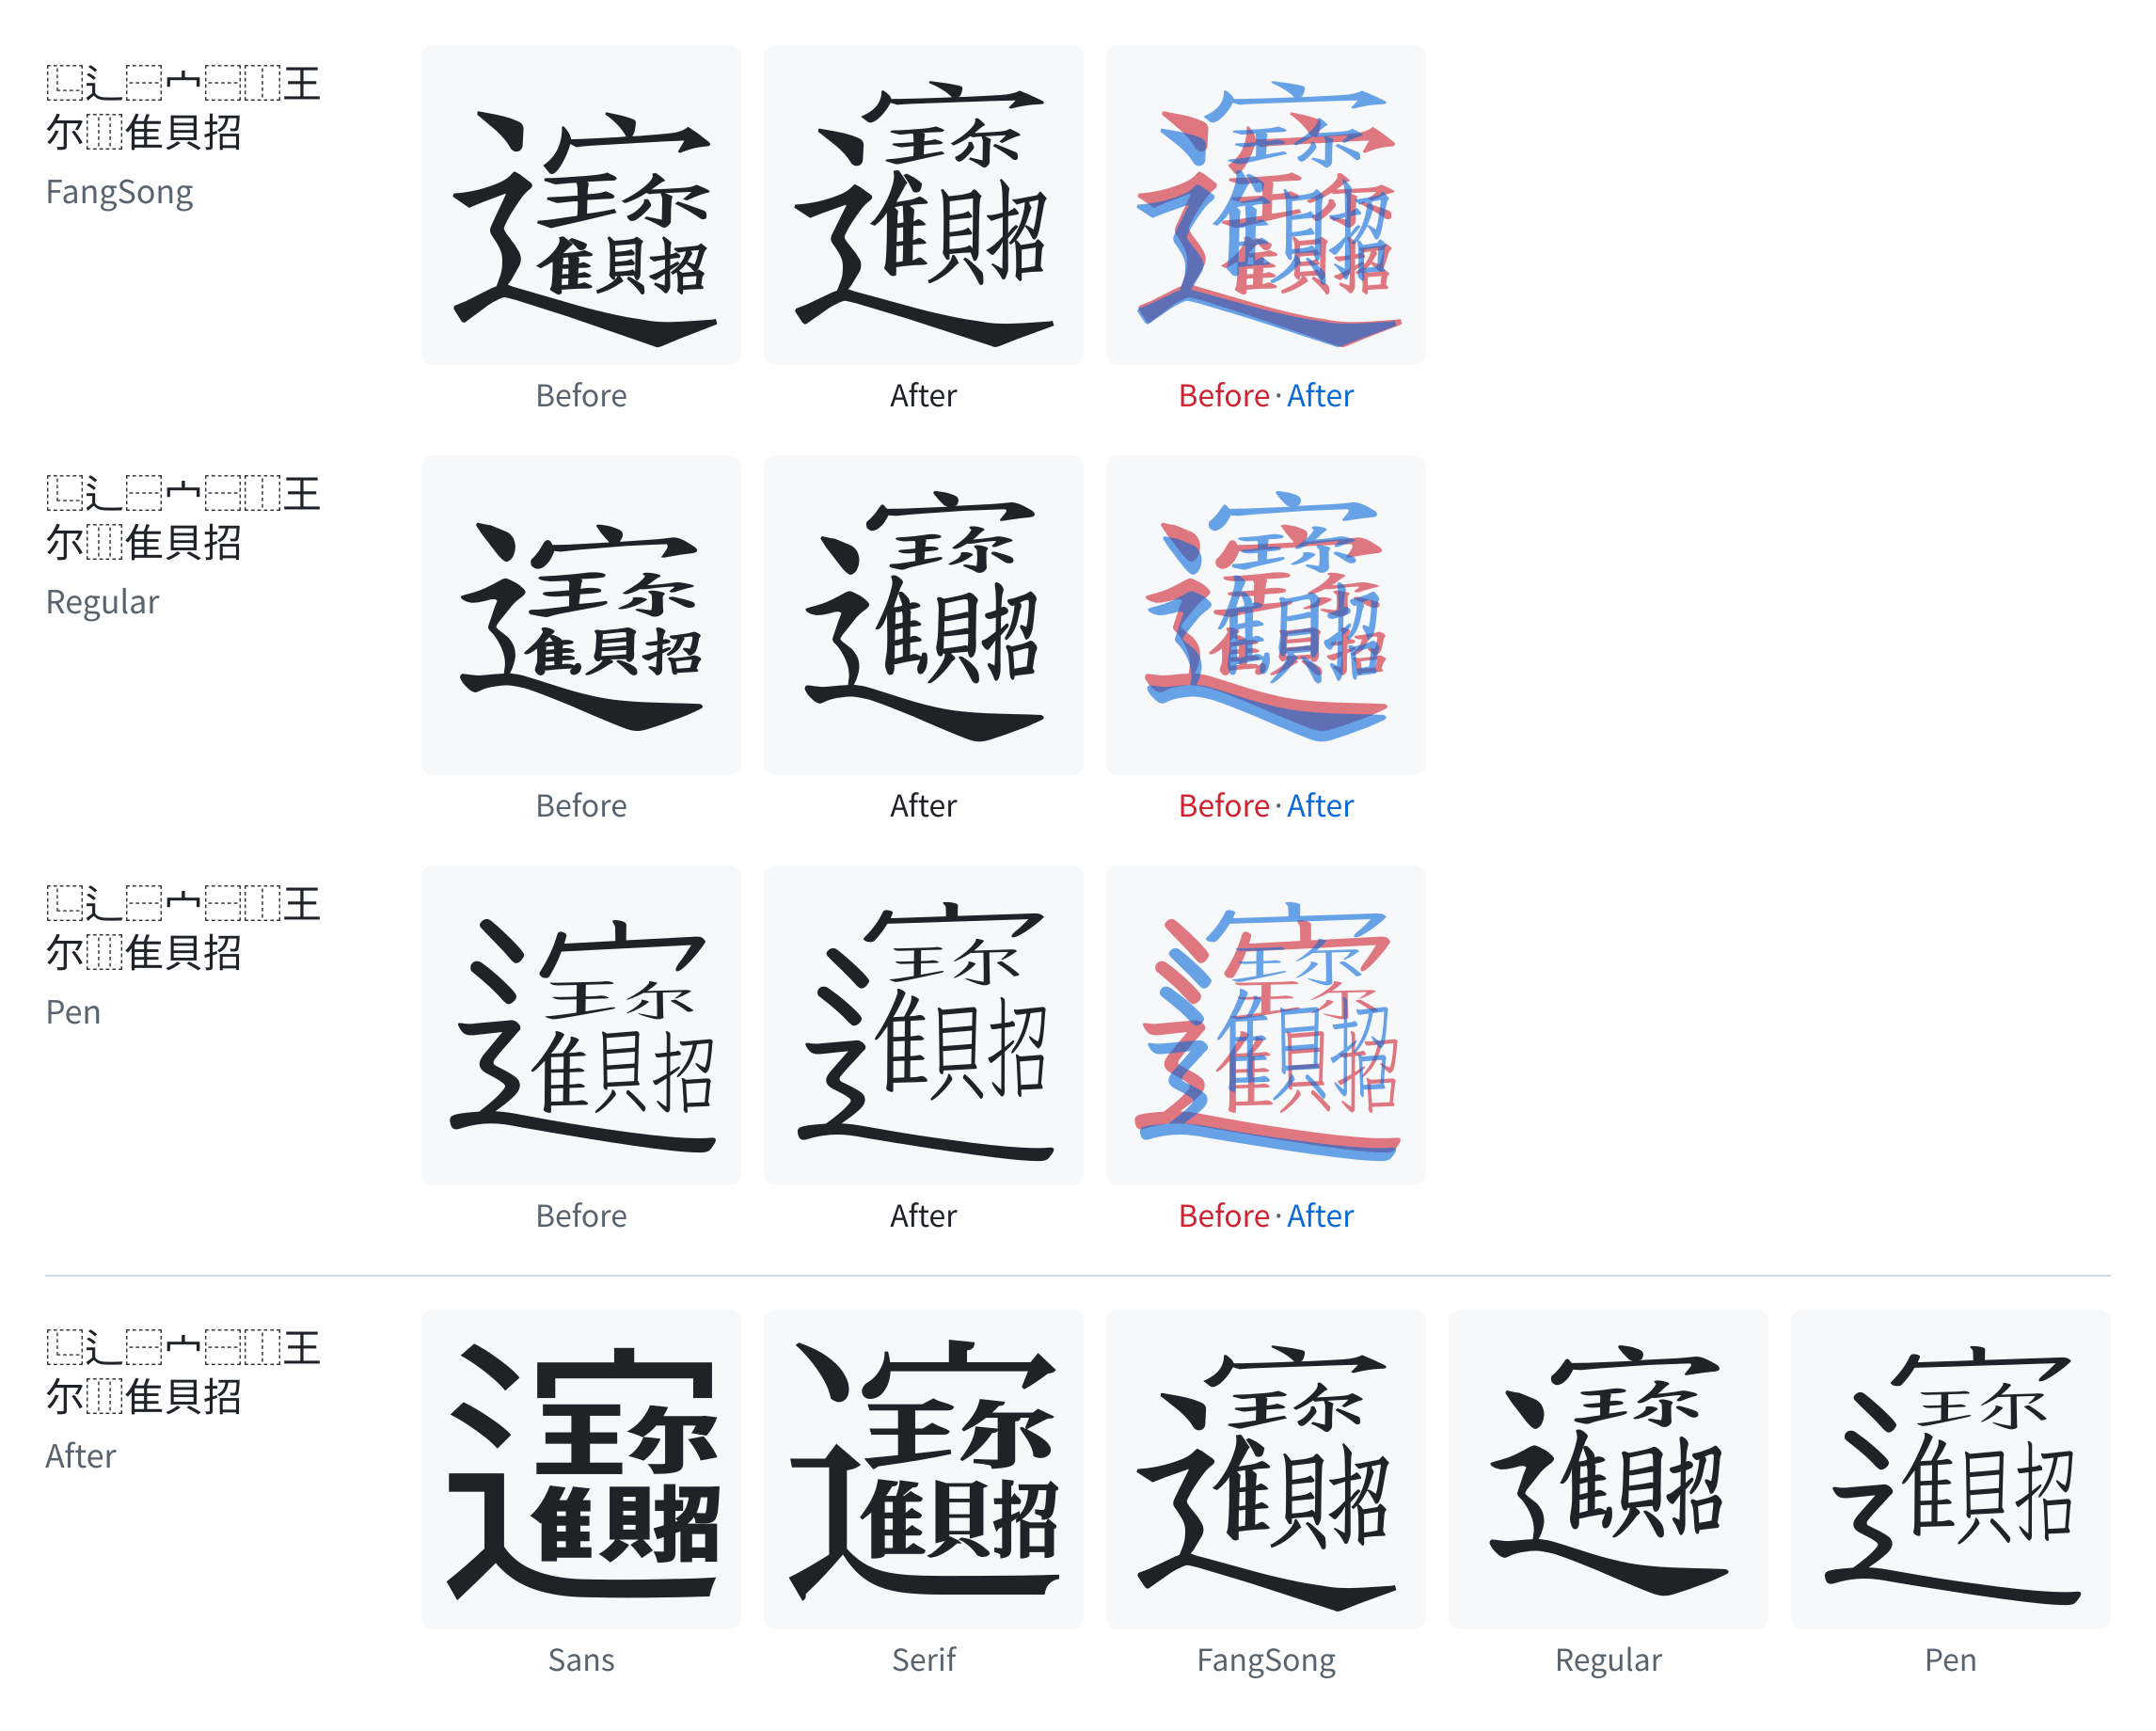 ⿺辶⿱宀⿱⿰王
尔⿲隹貝招
FangSong
Before
After
Before · After
⿺辶⿱宀⿱⿰王
尔⿲隹貝招
Regular
Before
After
Before · After
⿺辶⿱宀⿱⿰王
尔⿲隹貝招
Pen
Before
After
Before · After
⿺辶⿱宀⿱⿰王
尔⿲隹貝招
After
Sans
Serif
FangSong
Regular
Pen